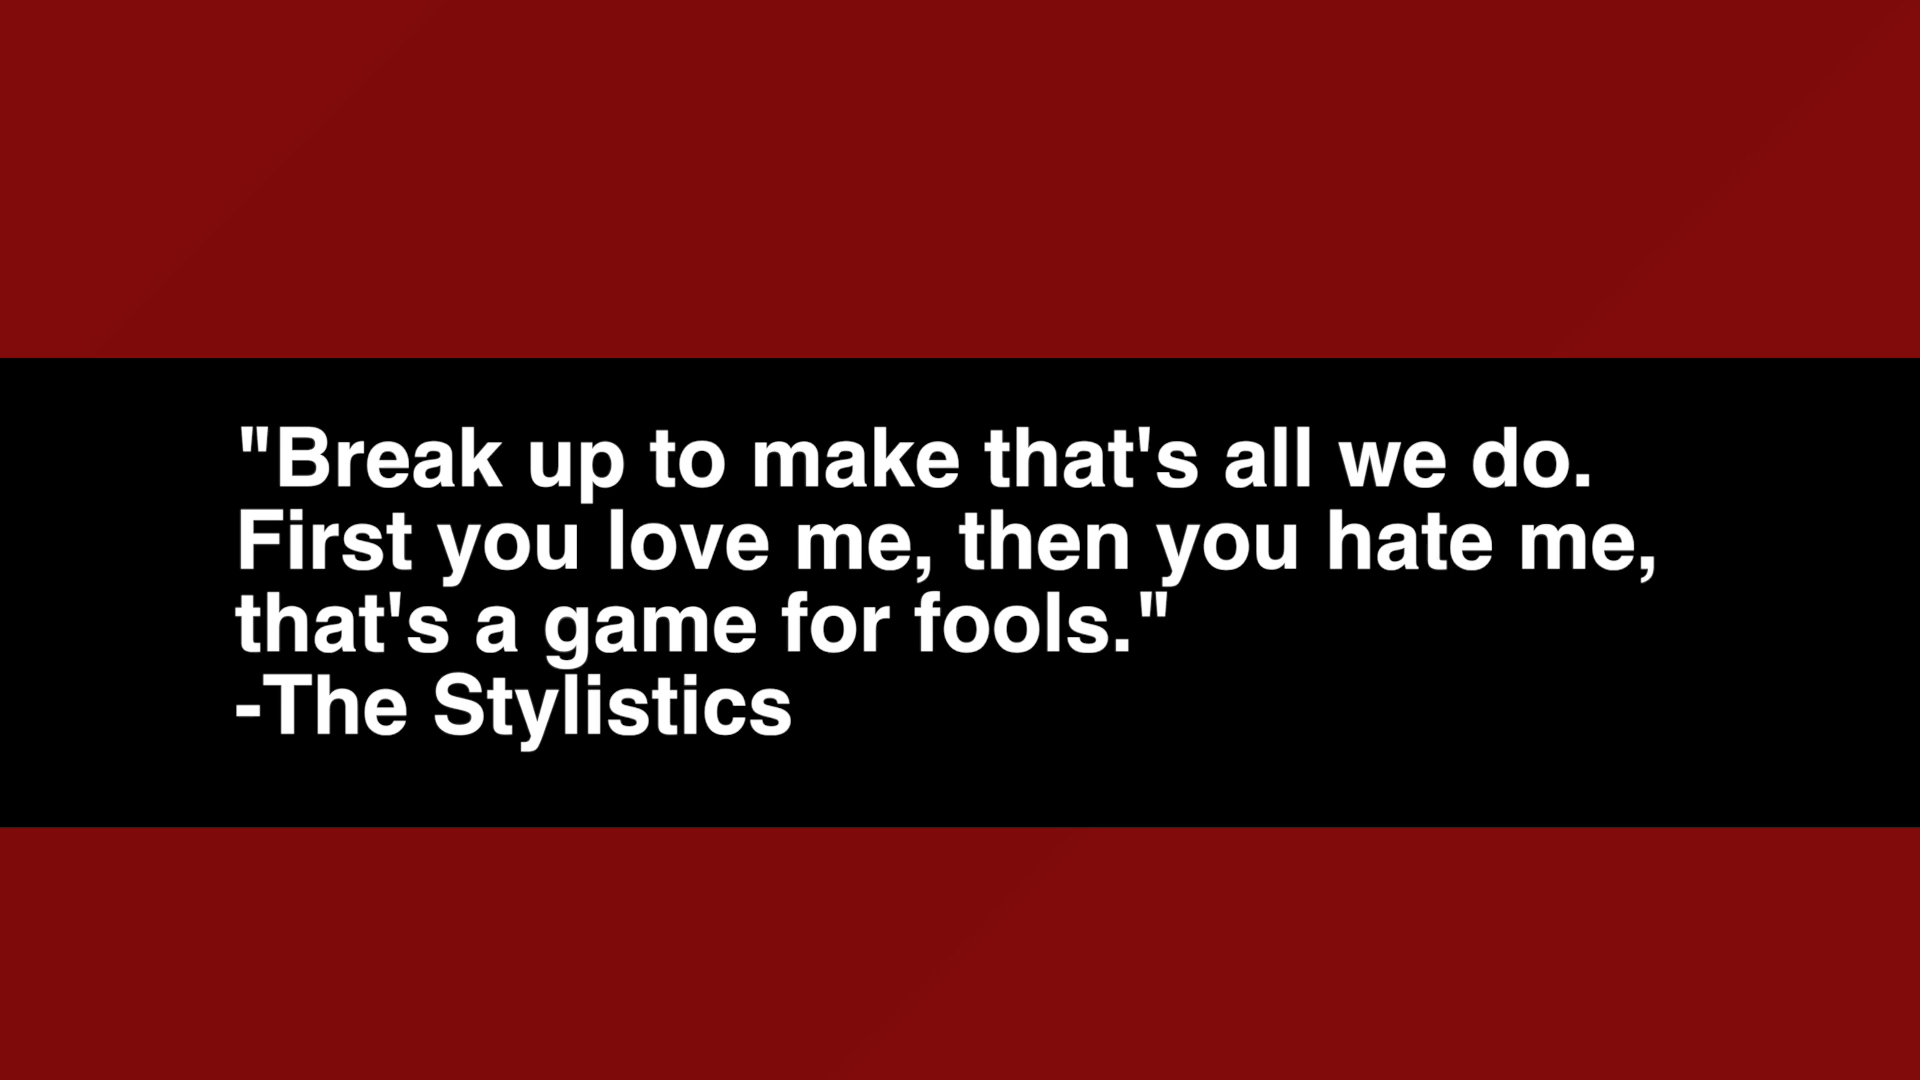 "Break up to make that's all we do.
First you love me, then you hate me,
that's a game for fools."
-The Stylistics